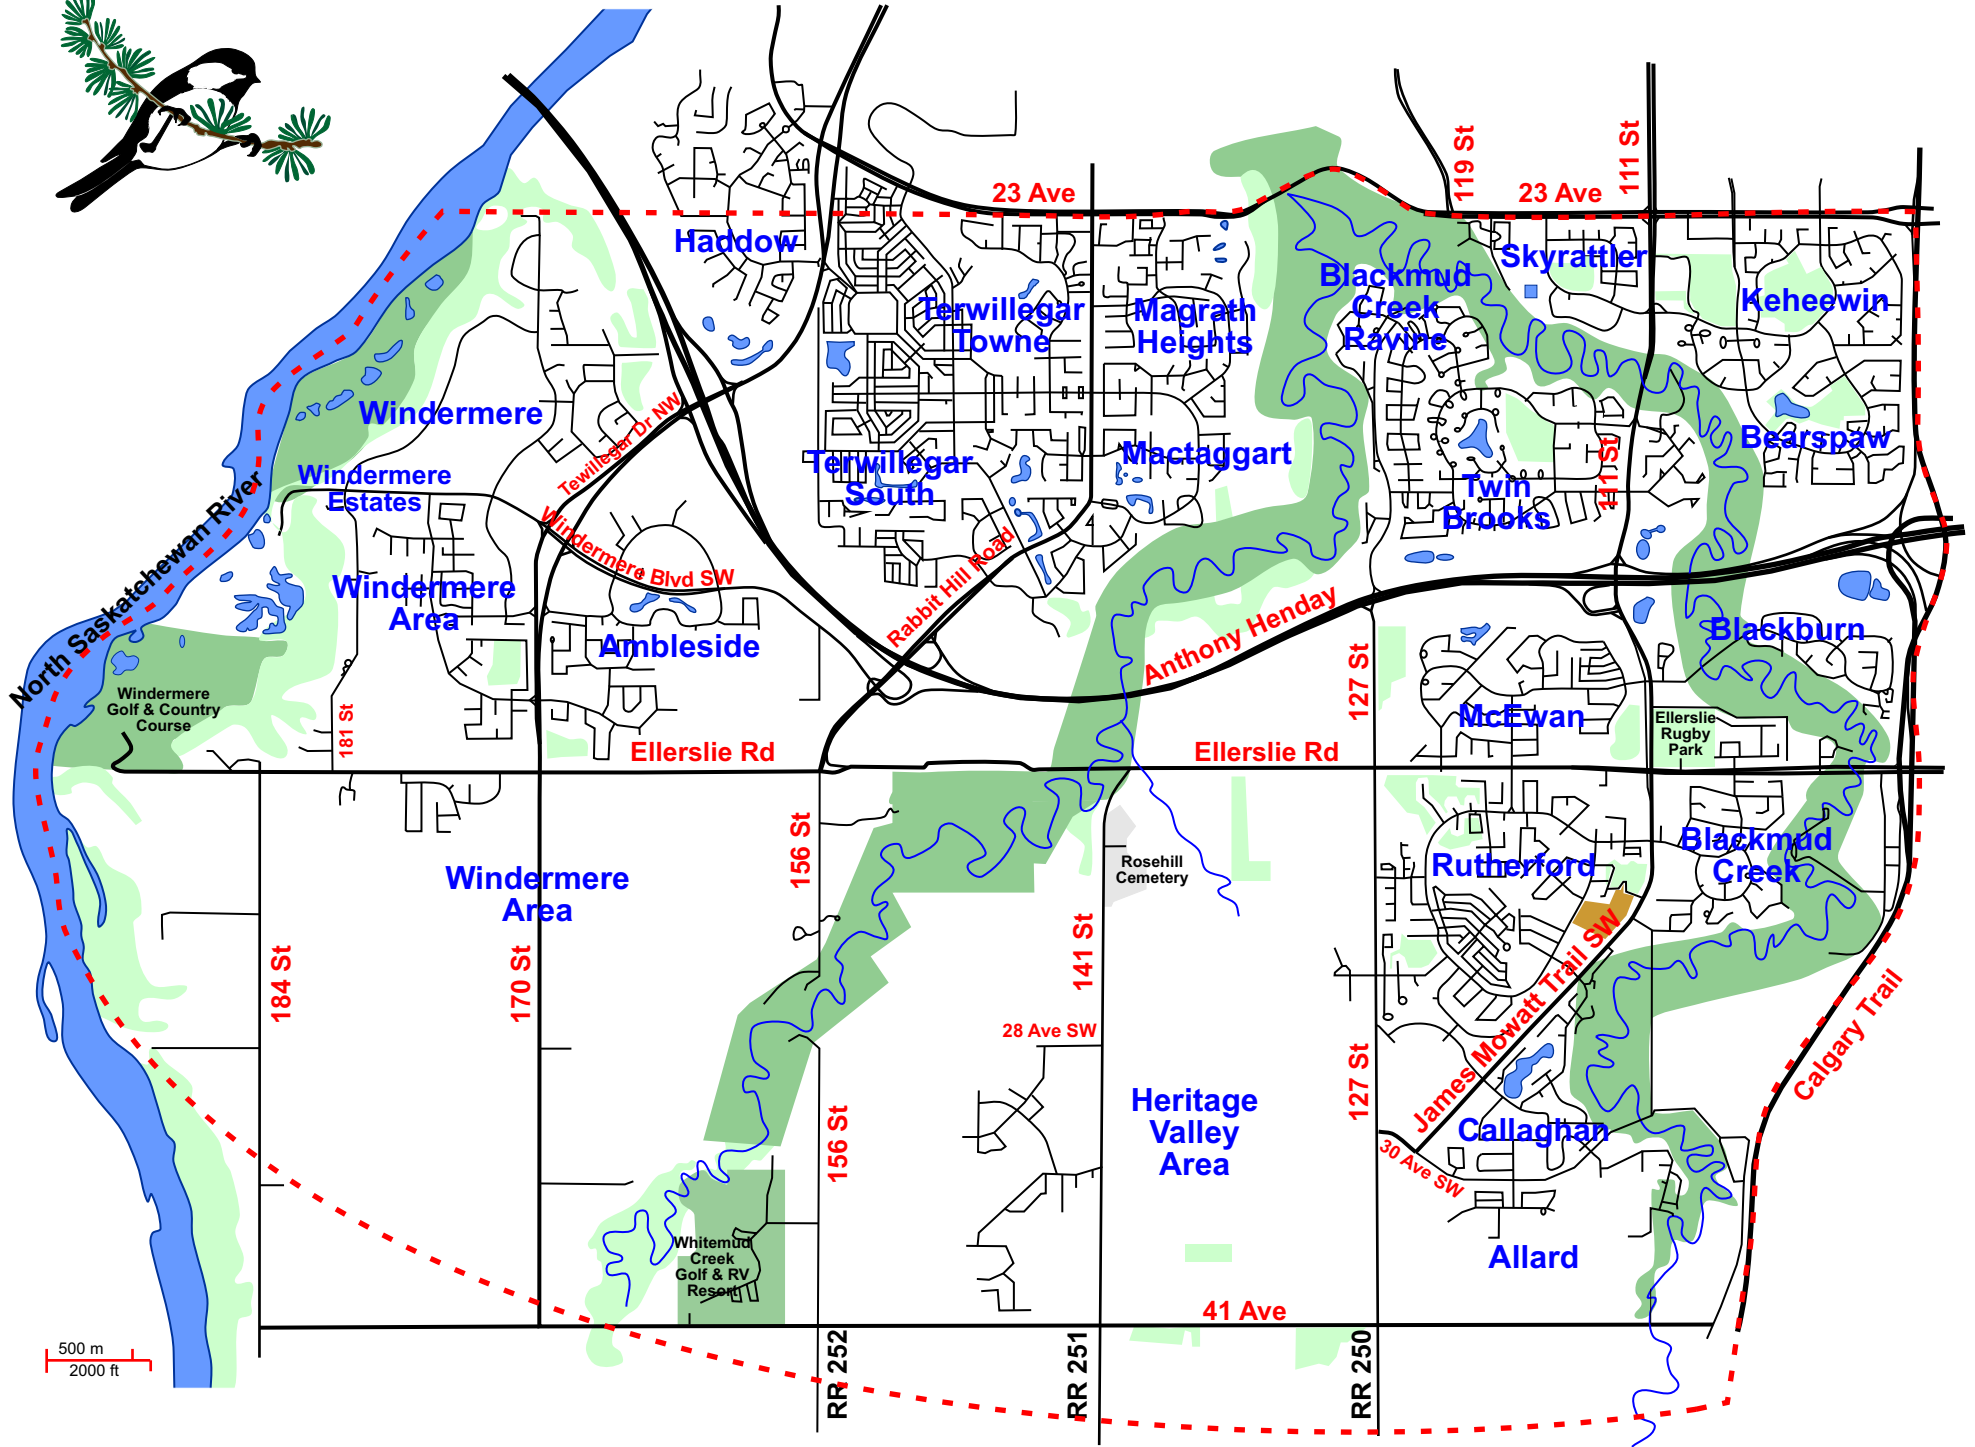 23 Ave
119 St
23 Ave
111 St
Haddow
Skyrattler
Blackmud
Creek
Ravine
Keheewin
Terwillegar
Towne
Magrath
Heights
Windermere
Tewillegar Dr NW
Bearspaw
Mactaggart
Terwillegar
South
111 St
Windermere
Estates
Twin
Brooks
North Saskatchewan River
Windermere Blvd SW
Rabbit Hill Road
Windermere
Area
Ambleside
Anthony Henday
Blackburn
127 St
Windermere
Golf & Country
Course
181 St
McEwan
Ellerslie
Rugby
Park
Ellerslie Rd
Ellerslie Rd
156 St
Blackmud
Creek
Rutherford
Rosehill
Cemetery
Windermere
Area
184 St
170 St
141 St
James Mowatt Trail SW
Calgary Trail
28 Ave SW
127 St
156 St
Heritage
Valley
Area
Callaghan
30 Ave SW
Whitemud
Creek
Golf & RV
Resort
Allard
41 Ave
500 m
2000 ft
RR 252
RR 251
RR 250